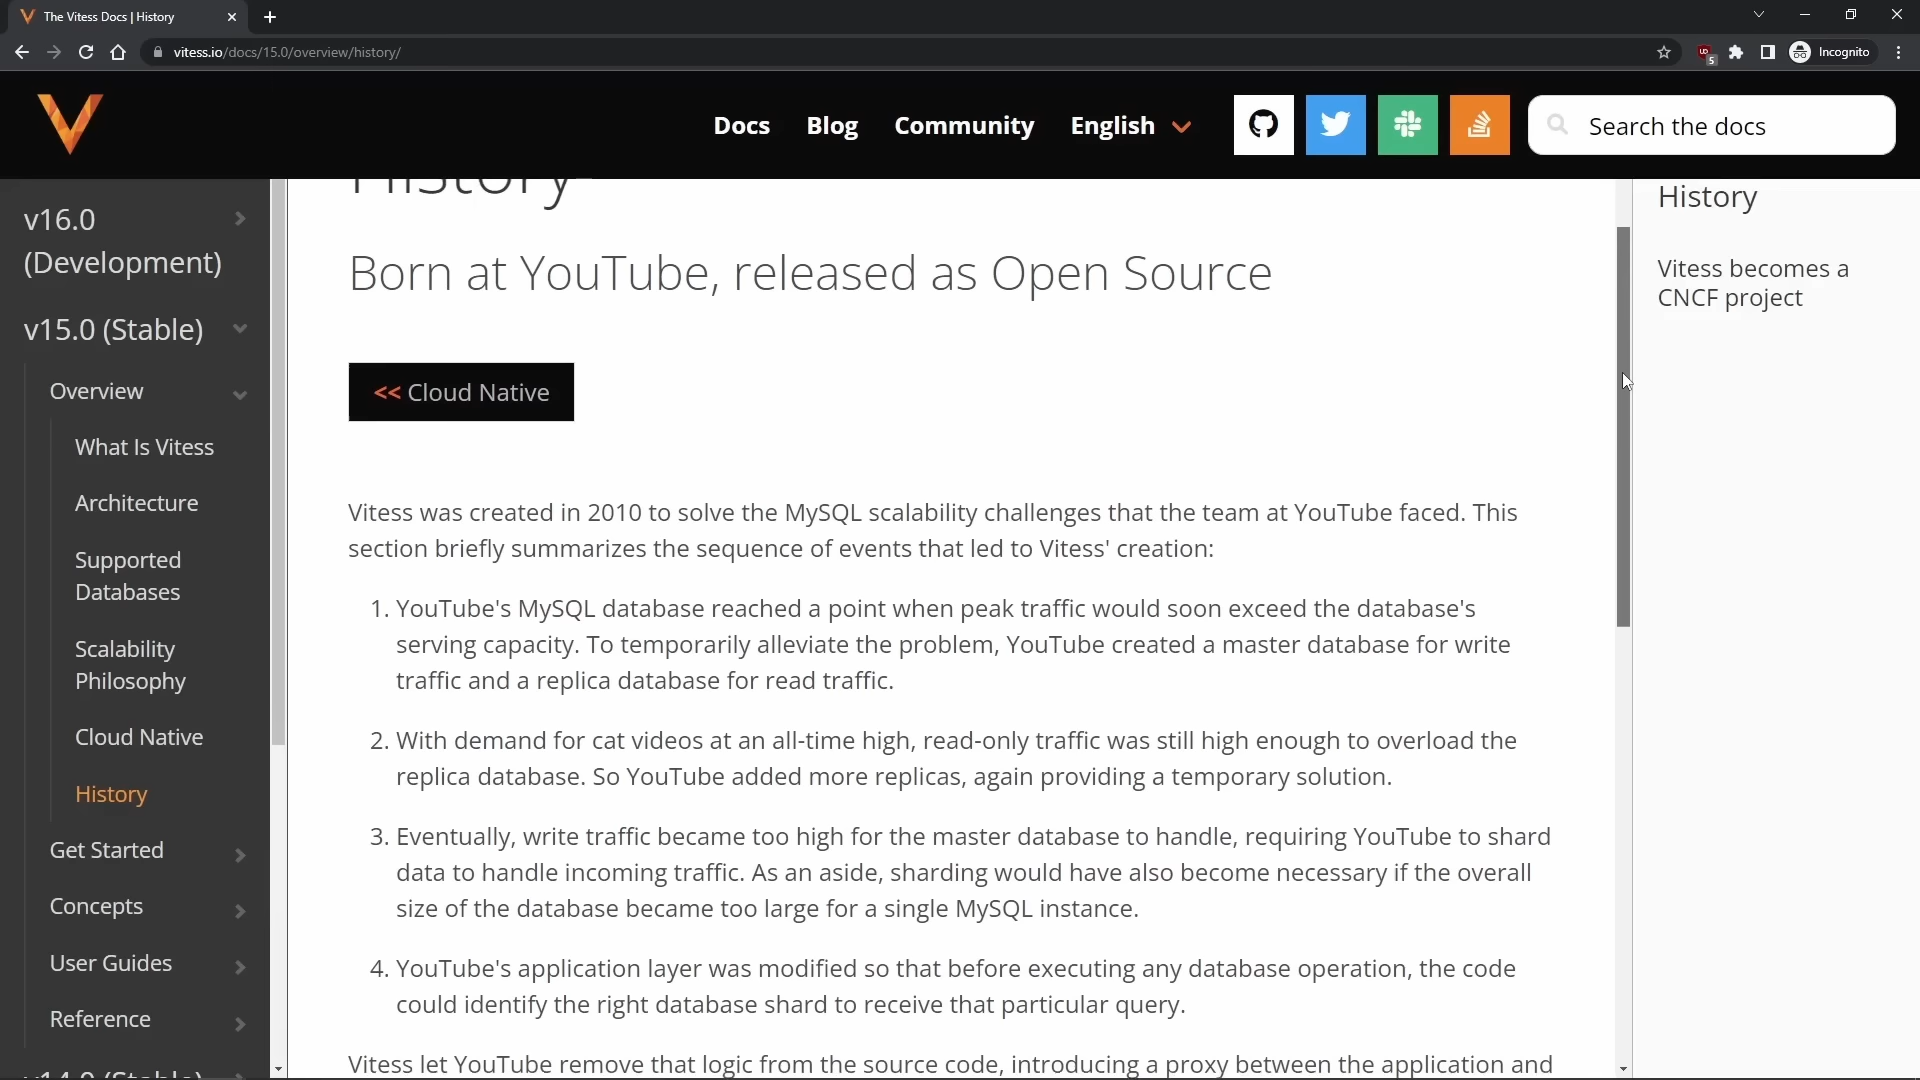 The Vitess Docs | History
vitess.io/docs/15.0/overview/history/
5
Incognito
Docs
Blog
Community
English
Search the docs
v16.0
(Development)
v15.0 (Stable)
Overview
What Is Vitess
Architecture
Supported
Databases
Scalability
Philosophy
Cloud Native
History
Get Started
Concepts
User Guides
Reference
v14.0 (Stable)
History
Born at YouTube, released as Open Source
<< Cloud Native
Vitess was created in 2010 to solve the MySQL scalability challenges that the team at YouTube faced. This
section briefly summarizes the sequence of events that led to Vitess' creation:
1. YouTube's MySQL database reached a point when peak traffic would soon exceed the database's
serving capacity. To temporarily alleviate the problem, YouTube created a master database for write
traffic and a replica database for read traffic.
2. With demand for cat videos at an all-time high, read-only traffic was still high enough to overload the
replica database. So YouTube added more replicas, again providing a temporary solution.
3. Eventually, write traffic became too high for the master database to handle, requiring YouTube to shard
data to handle incoming traffic. As an aside, sharding would have also become necessary if the overall
size of the database became too large for a single MySQL instance.
4. YouTube's application layer was modified so that before executing any database operation, the code
could identify the right database shard to receive that particular query.
Vitess let YouTube remove that logic from the source code, introducing a proxy between the application and
History
Vitess becomes a
CNCF project